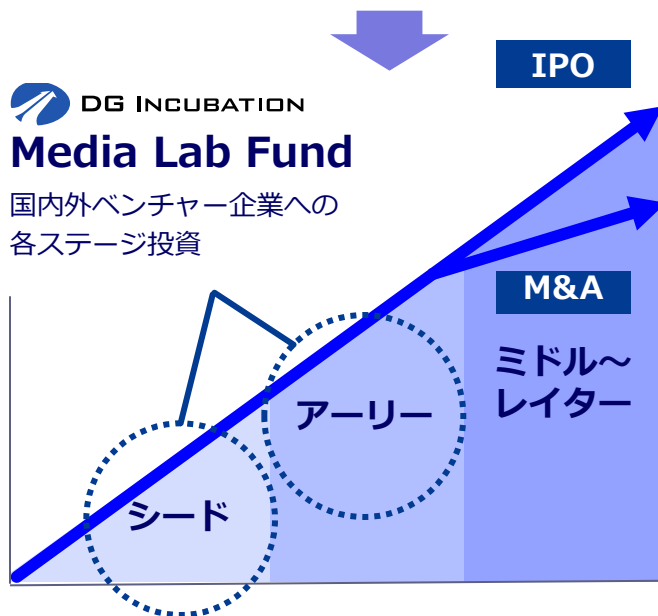 IPO
DG INCUBATION
Media Lab Fund
国内外ベンチャー企業への
各ステージ投資
M&A
ミドル～
レイター
アーリー
シード